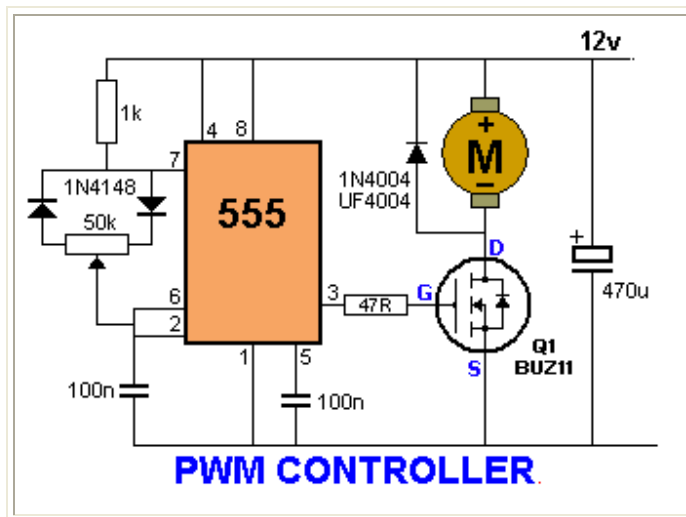 12v
1k
4 8
7
1N4148
50k
555
1N4004
UF4004
+
M
–
D
+
470u
6
2
3
47R
G
Q1
BUZ11
S
1
5
100n
100n
PWM CONTROLLER.